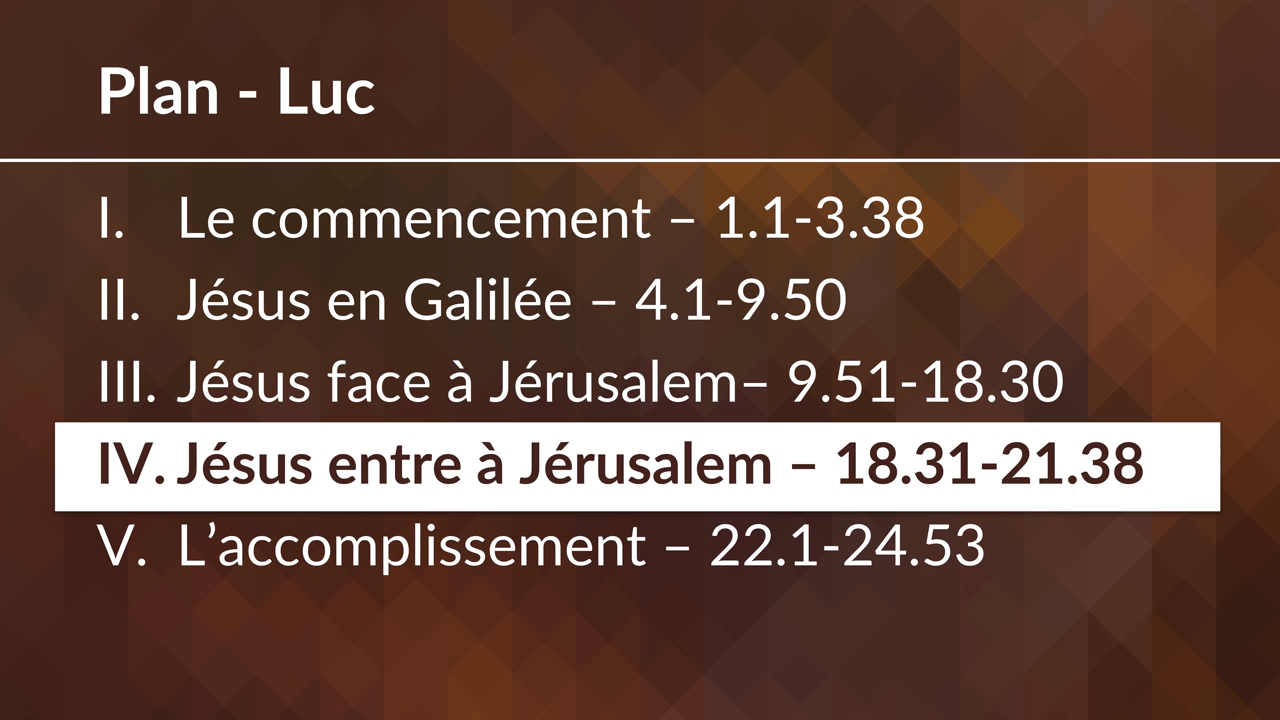 Plan - Luc
I. Le commencement – 1.1-3.38
II. Jésus en Galilée – 4.1-9.50
III. Jésus face à Jérusalem– 9.51-18.30
IV. Jésus entre à Jérusalem – 18.31-21.38
V. L’accomplissement – 22.1-24.53